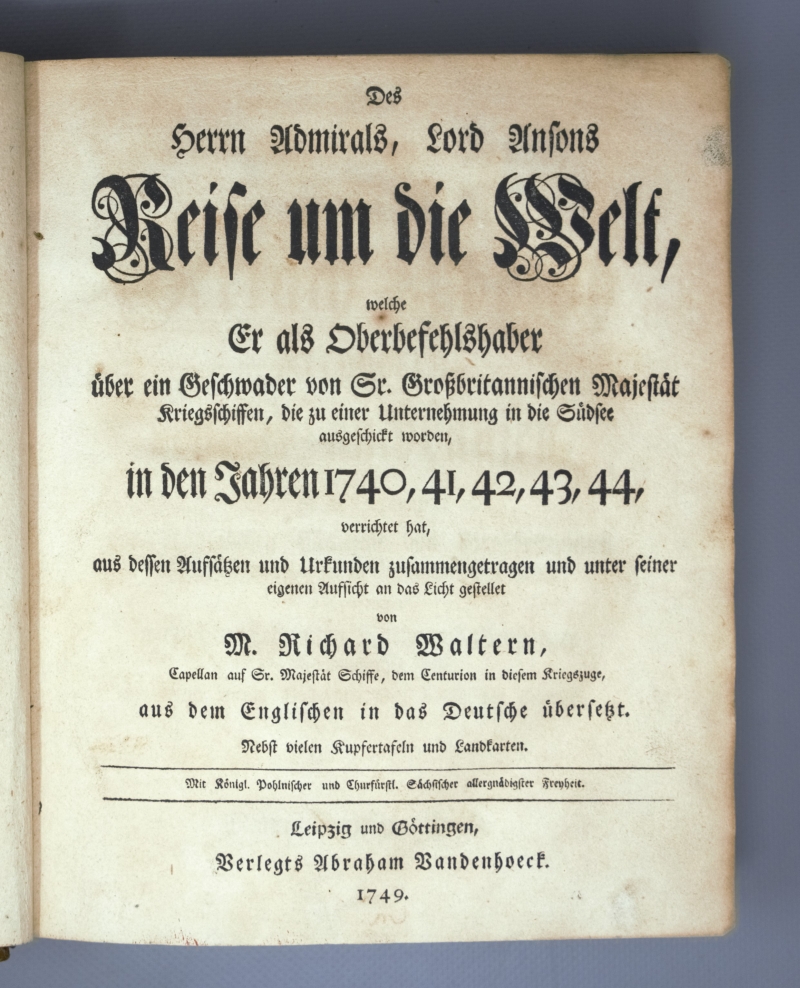 Des
Herrn Admirals, Lord Ansons
Reise um die Welt,
welche
Er als Oberbefehlshaber
über ein Geschwader von Sr. Großbritannischen Majestät
Kriegsschiffen, die zu einer Unternehmung in die Südsee
ausgeschickt worden,
in den Jahren 1740, 41, 42, 43, 44,
verrichtet hat,
aus dessen Aufsätzen und Urkunden zusammengetragen und unter seiner
eigenen Aufsicht an das Licht gestellet
von
M. Richard Waltern,
Capellan auf Sr. Majestät Schiffe, dem Centurion in diesem Kriegszuge,
aus dem Englischen in das Deutsche übersetzt.
Nebst vielen Kupfertafeln und Landkarten.
Mit Königl. Pohlnischer und Churfürstl. Sächsischer allergnädigster Freyheit.
Leipzig und Göttingen,
Verlegts Abraham Vandenhoeck.
1749.